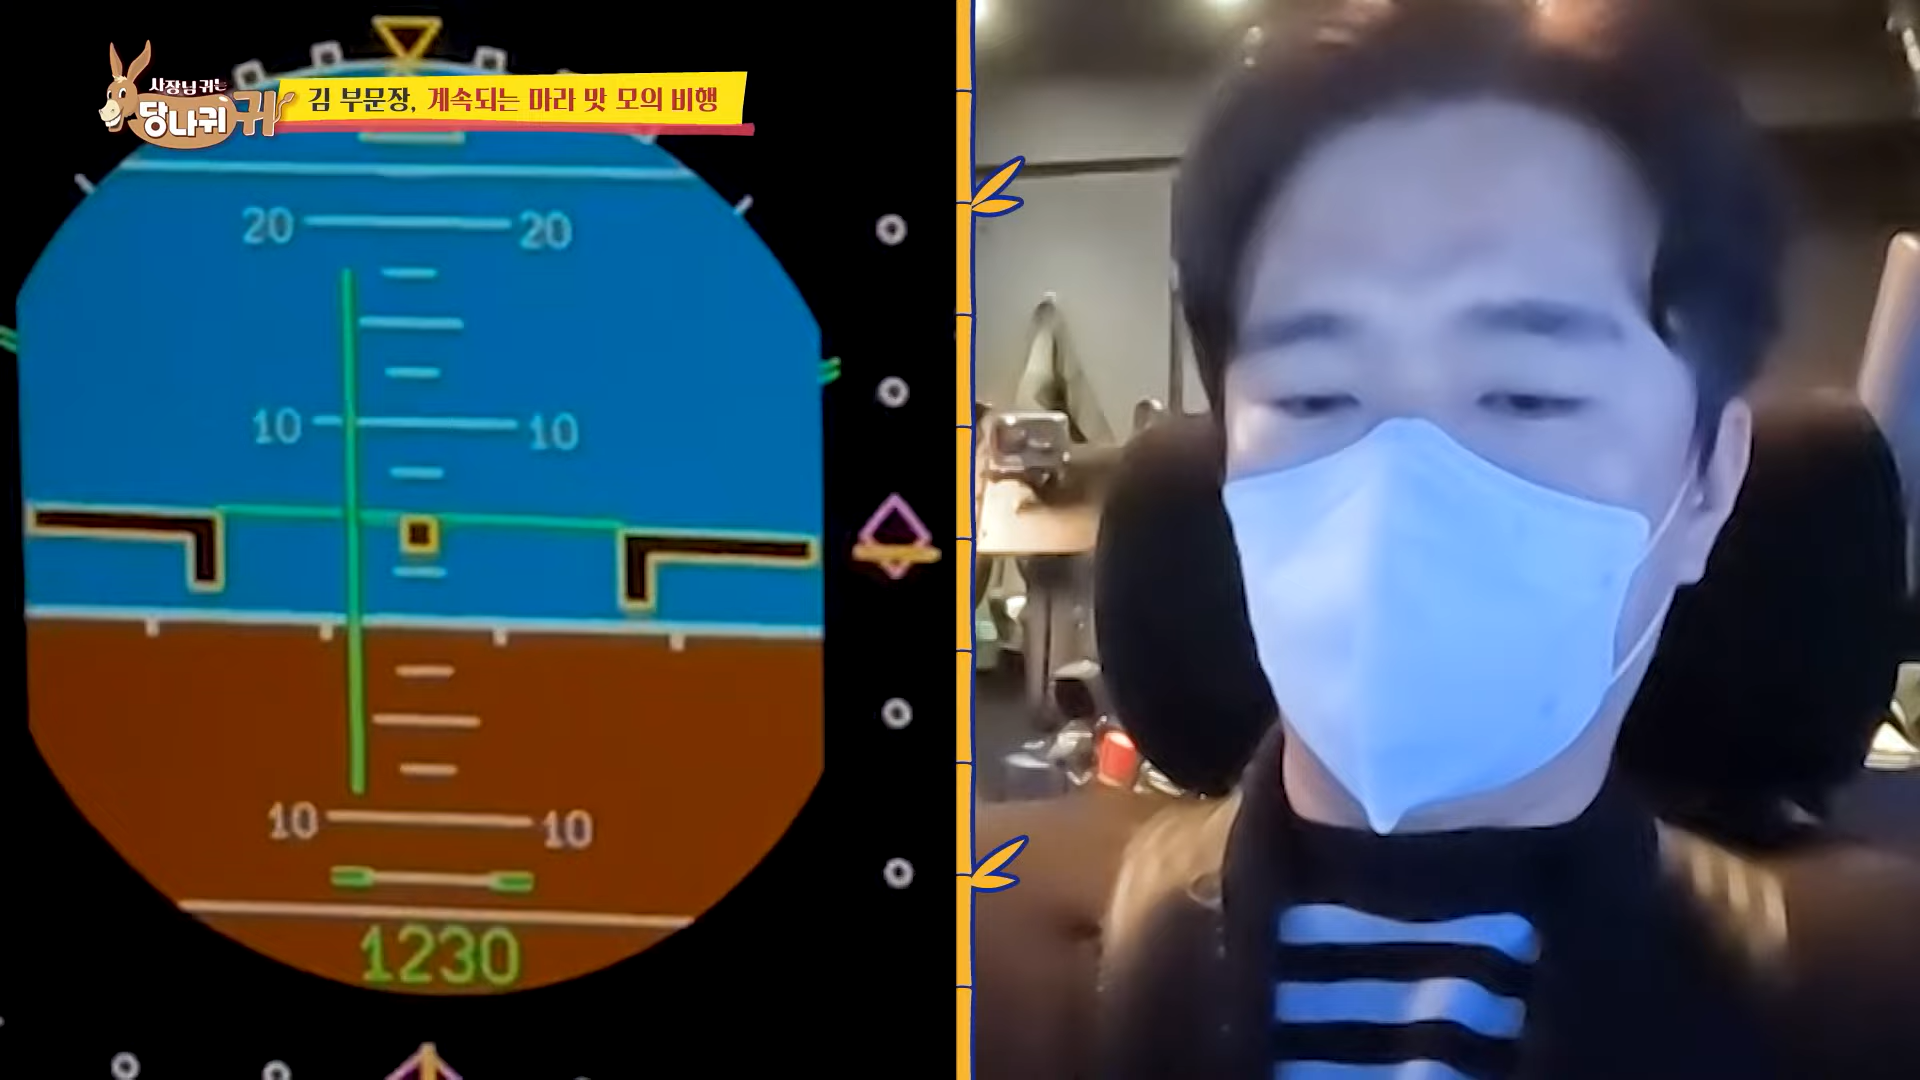 사장님 귀는
당나귀 귀
김 부문장, 계속되는 마라 맛 모의 비행
20 20
10 10
10 10
1230